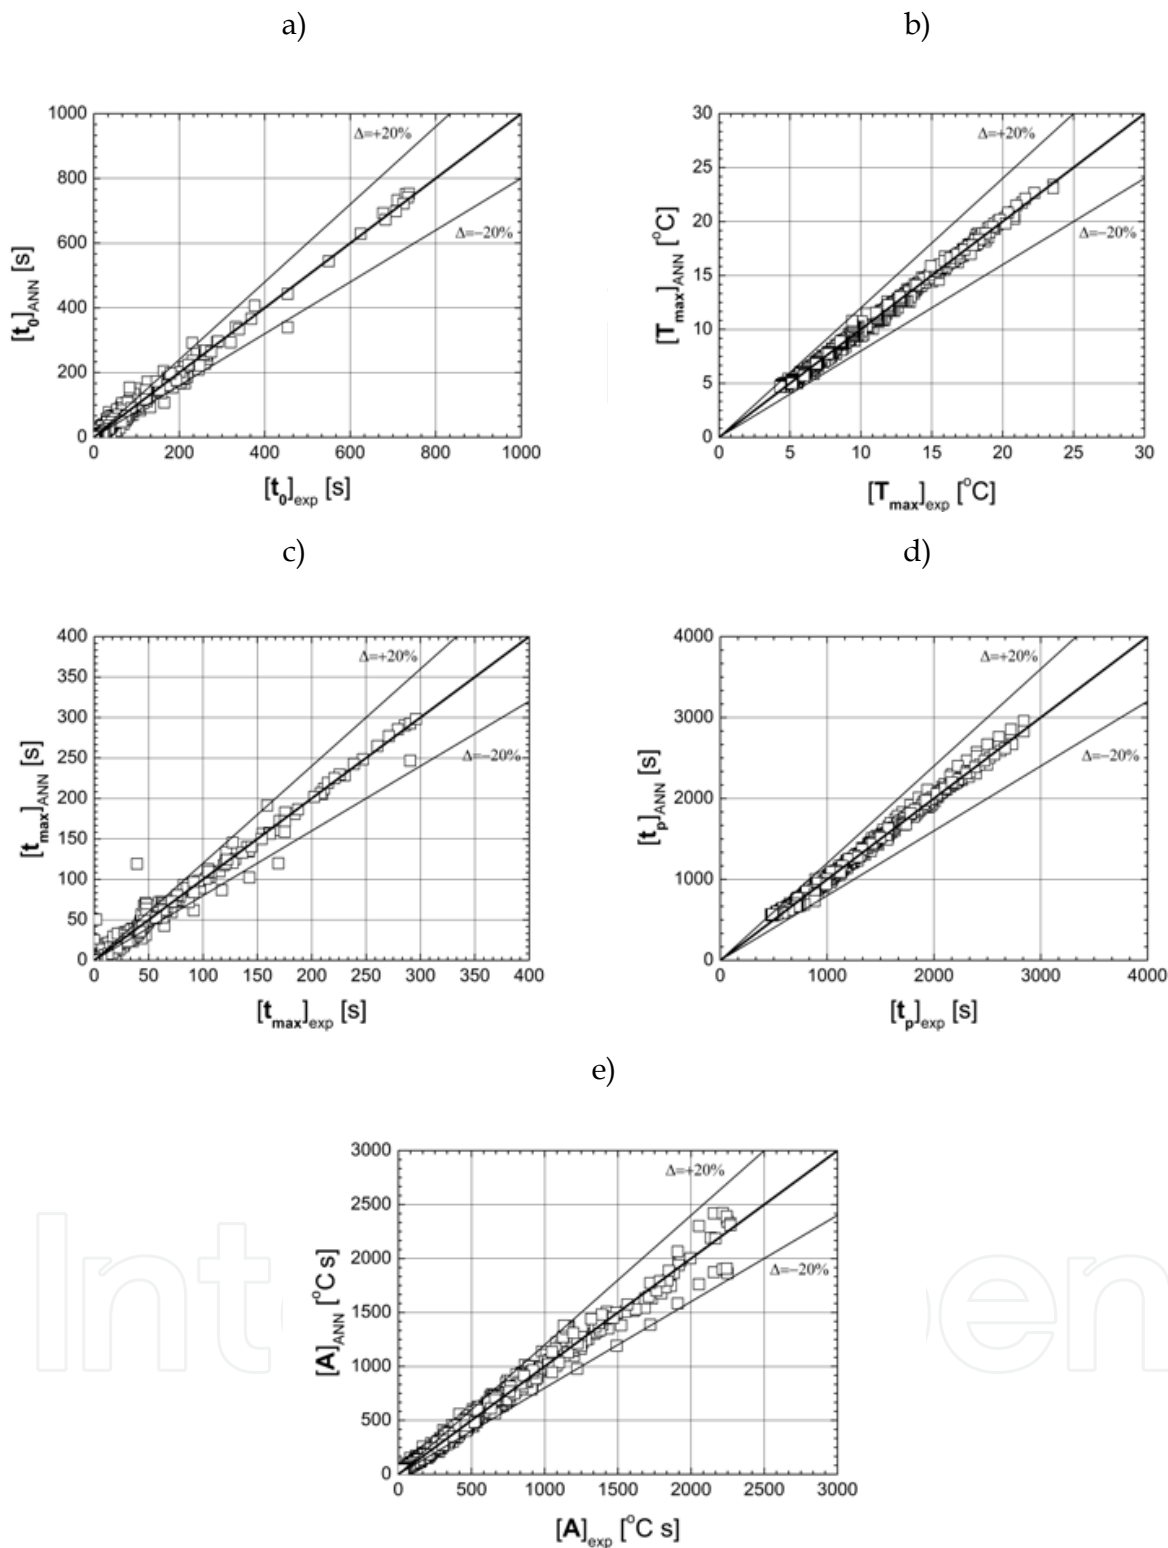 a)
b)
1000
800
600
400
200
0
0 200 400 600 800 1000
Δ=+20%
Δ=−20%
[t0]ANN [s]
[t0]exp [s]
30
25
20
15
10
5
0
0 5 10 15 20 25 30
Δ=+20%
Δ=−20%
[Tmax]ANN [°C]
[Tmax]exp [°C]
c)
d)
400
350
300
250
200
150
100
50
0
0 50 100 150 200 250 300 350 400
Δ=+20%
Δ=−20%
[tmax]ANN [s]
[tmax]exp [s]
4000
3000
2000
1000
0
0 1000 2000 3000 4000
Δ=+20%
Δ=−20%
[tp]ANN [s]
[tp]exp [s]
e)
3000
2500
2000
1500
1000
500
0
0 500 1000 1500 2000 2500 3000
Δ=+20%
Δ=−20%
[A]ANN [°C s]
[A]exp [°C s]
Int
en